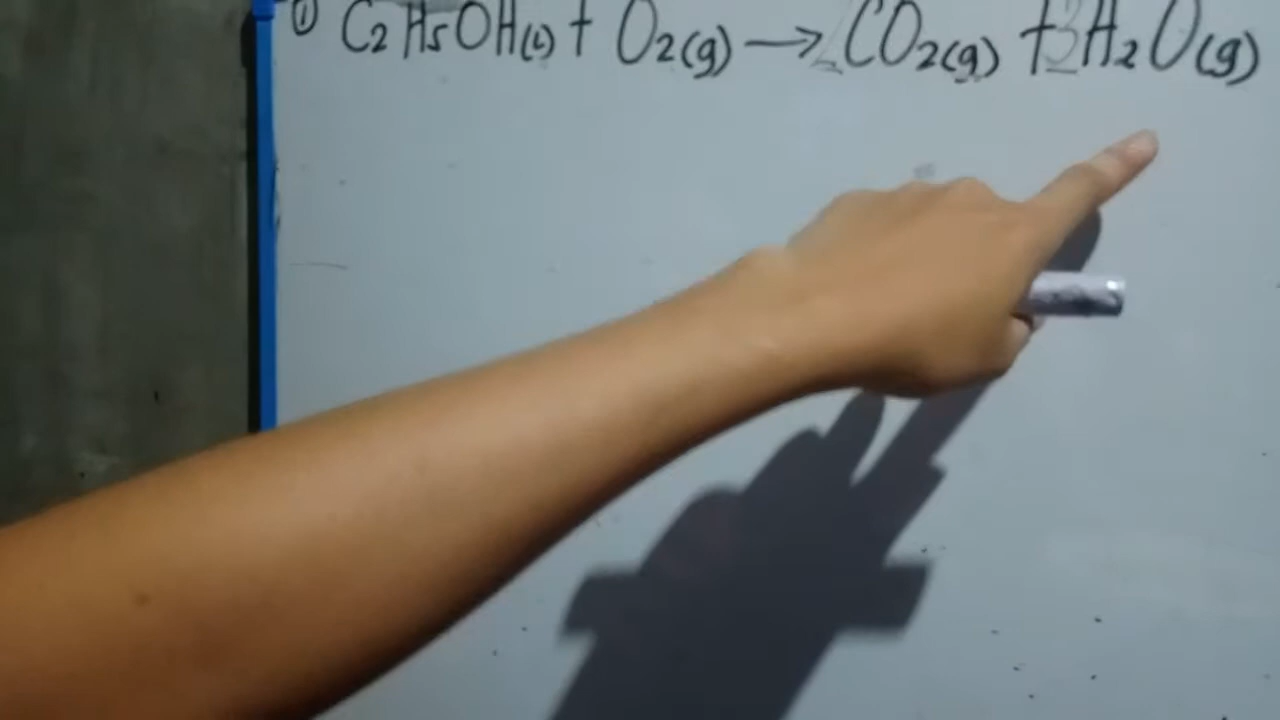 ① C₂H₅OH(l) + O₂(g) → 2CO₂(g) + 3H₂O(g)